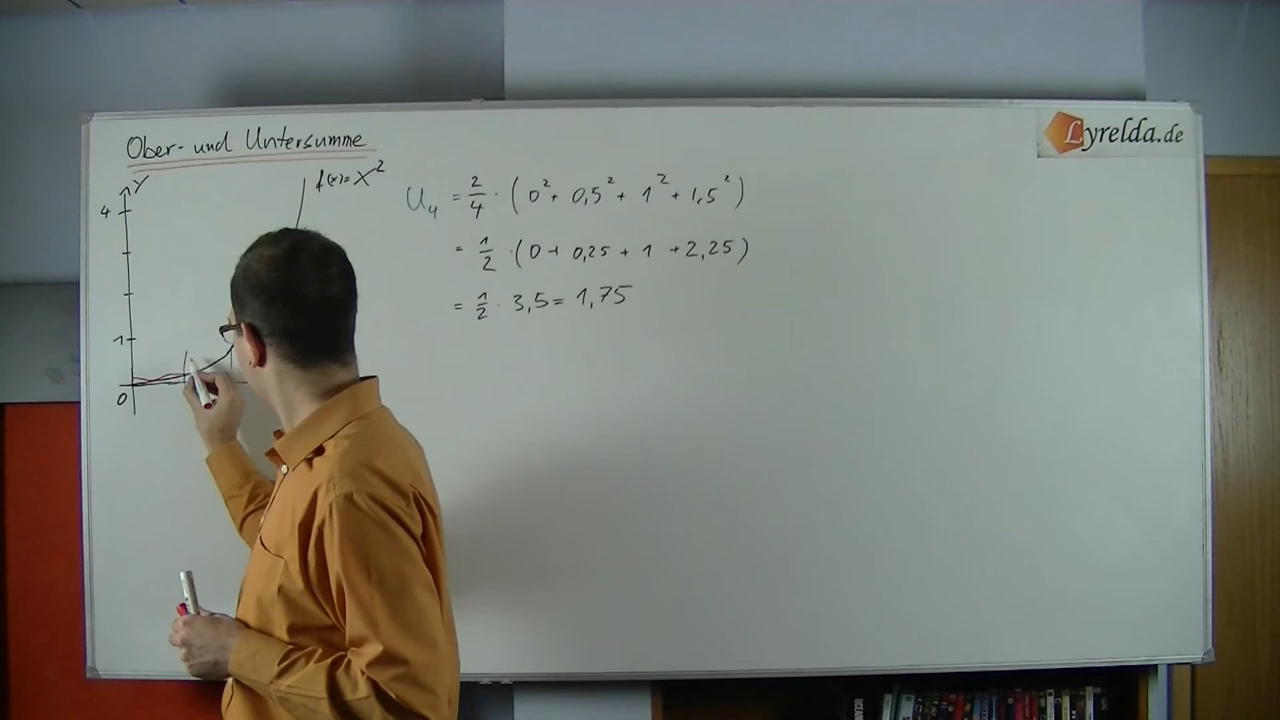 Ober- und Untersumme
Lyrelda.de
y
f(x)=x²
4
1
0
U₄ = 2/4 · (0² + 0,5² + 1² + 1,5²)
= 1/2 · (0 + 0,25 + 1 + 2,25)
= 1/2 · 3,5 = 1,75